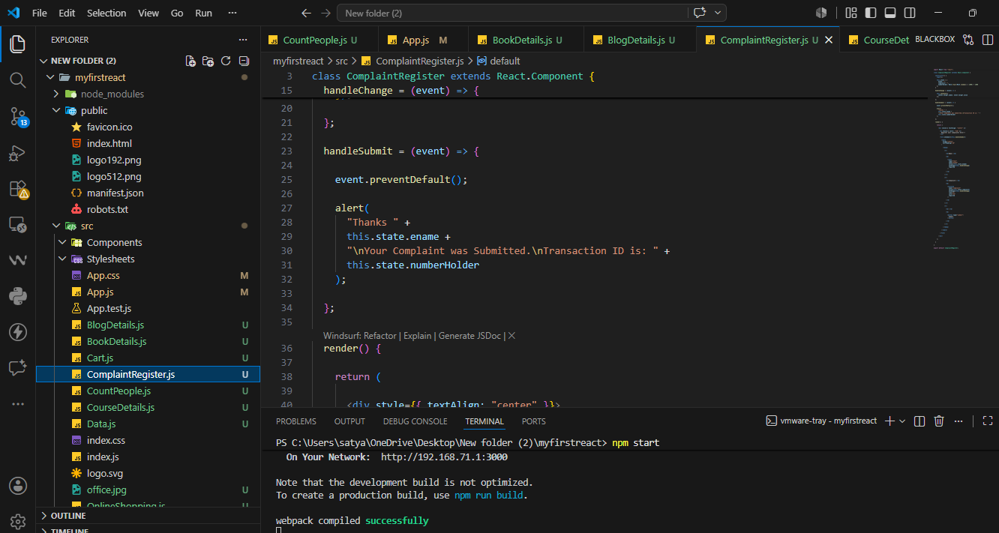 File Edit Selection View Go Run ···
New folder (2)
EXPLORER ···
NEW FOLDER (2)
myfirstreact
node_modules
public
favicon.ico
index.html
logo192.png
logo512.png
manifest.json
robots.txt
src
Components
Stylesheets
App.css M
App.js M
App.test.js
BlogDetails.js U
BookDetails.js U
Cart.js U
ComplaintRegister.js U
CountPeople.js U
CourseDetails.js U
Data.js U
index.css
index.js
logo.svg
office.jpg U
OnlineShopping.js U
OUTLINE
TIMELINE
13
CountPeople.js U App.js M BookDetails.js U BlogDetails.js U ComplaintRegister.js U CourseDet BLACKBOX
myfirstreact > src > ComplaintRegister.js > default
3 class ComplaintRegister extends React.Component {
15 handleChange = (event) => {
20
21 };
22
23 handleSubmit = (event) => {
24
25 event.preventDefault();
26
27 alert(
28 "Thanks " +
29 this.state.ename +
30 "\nYour Complaint was Submitted.\nTransaction ID is: " +
31 this.state.numberHolder
32 );
33
34 };
35
Windsurf: Refactor | Explain | Generate JSDoc | X
36 render() {
37
38 return (
39
40 <div style={{ textAlign: "center" }}>
PROBLEMS OUTPUT DEBUG CONSOLE TERMINAL PORTS vmware-tray - myfirstreact
PS C:\Users\satya\OneDrive\Desktop\New folder (2)\myfirstreact> npm start
On Your Network: http://192.168.71.1:3000
Note that the development build is not optimized.
To create a production build, use npm run build.
webpack compiled successfully